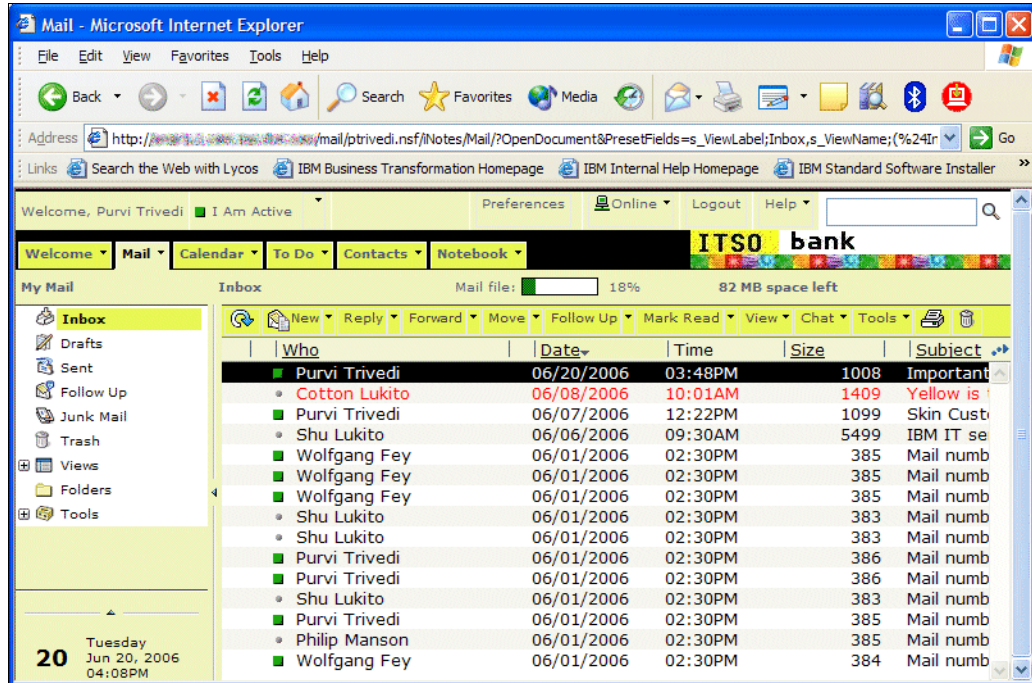 Mail - Microsoft Internet Explorer
File Edit View Favorites Tools Help
Back Search Favorites Media
Address http:// /mail/ptrivedi.nsf/iNotes/Mail/?OpenDocument&PresetFields=s_ViewLabel;Inbox,s_ViewName;(%24Ir Go
Links Search the Web with Lycos IBM Business Transformation Homepage IBM Internal Help Homepage IBM Standard Software Installer »
Welcome, Purvi Trivedi I Am Active Preferences Online Logout Help
ITSO bank
Welcome Mail Calendar To Do Contacts Notebook
My Mail Inbox Mail file: 18% 82 MB space left
Inbox
Drafts
Sent
Follow Up
Junk Mail
Trash
Views
Folders
Tools
New Reply Forward Move Follow Up Mark Read View Chat Tools
Who Date Time Size Subject
Purvi Trivedi 06/20/2006 03:48PM 1008 Important
Cotton Lukito 06/08/2006 10:01AM 1409 Yellow is
Purvi Trivedi 06/07/2006 12:22PM 1099 Skin Cust
Shu Lukito 06/06/2006 09:30AM 5499 IBM IT se
Wolfgang Fey 06/01/2006 02:30PM 385 Mail numb
Wolfgang Fey 06/01/2006 02:30PM 385 Mail numb
Wolfgang Fey 06/01/2006 02:30PM 385 Mail numb
Shu Lukito 06/01/2006 02:30PM 383 Mail numb
Shu Lukito 06/01/2006 02:30PM 383 Mail numb
Purvi Trivedi 06/01/2006 02:30PM 386 Mail numb
Purvi Trivedi 06/01/2006 02:30PM 386 Mail numb
Shu Lukito 06/01/2006 02:30PM 383 Mail numb
Purvi Trivedi 06/01/2006 02:30PM 385 Mail numb
Philip Manson 06/01/2006 02:30PM 385 Mail numb
Wolfgang Fey 06/01/2006 02:30PM 384 Mail numb
20 Tuesday
Jun 20, 2006
04:08PM